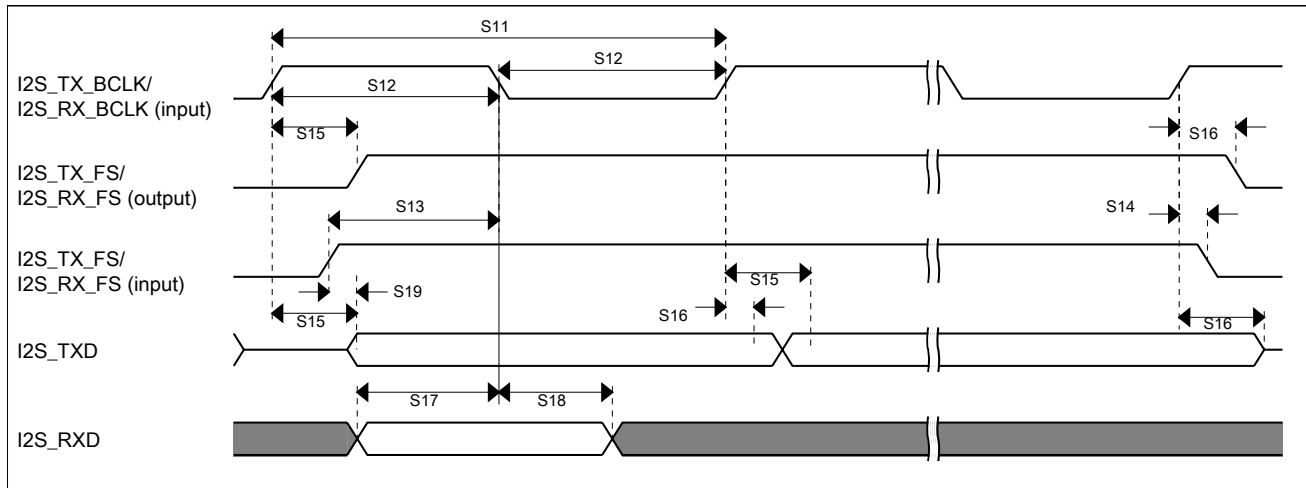 S11
I2S_TX_BCLK/
I2S_RX_BCLK (input)
S12
S12
S15
S16
I2S_TX_FS/
I2S_RX_FS (output)
S13
S14
I2S_TX_FS/
I2S_RX_FS (input)
S15
S19
S15
S16
S16
I2S_TXD
S17
S18
I2S_RXD